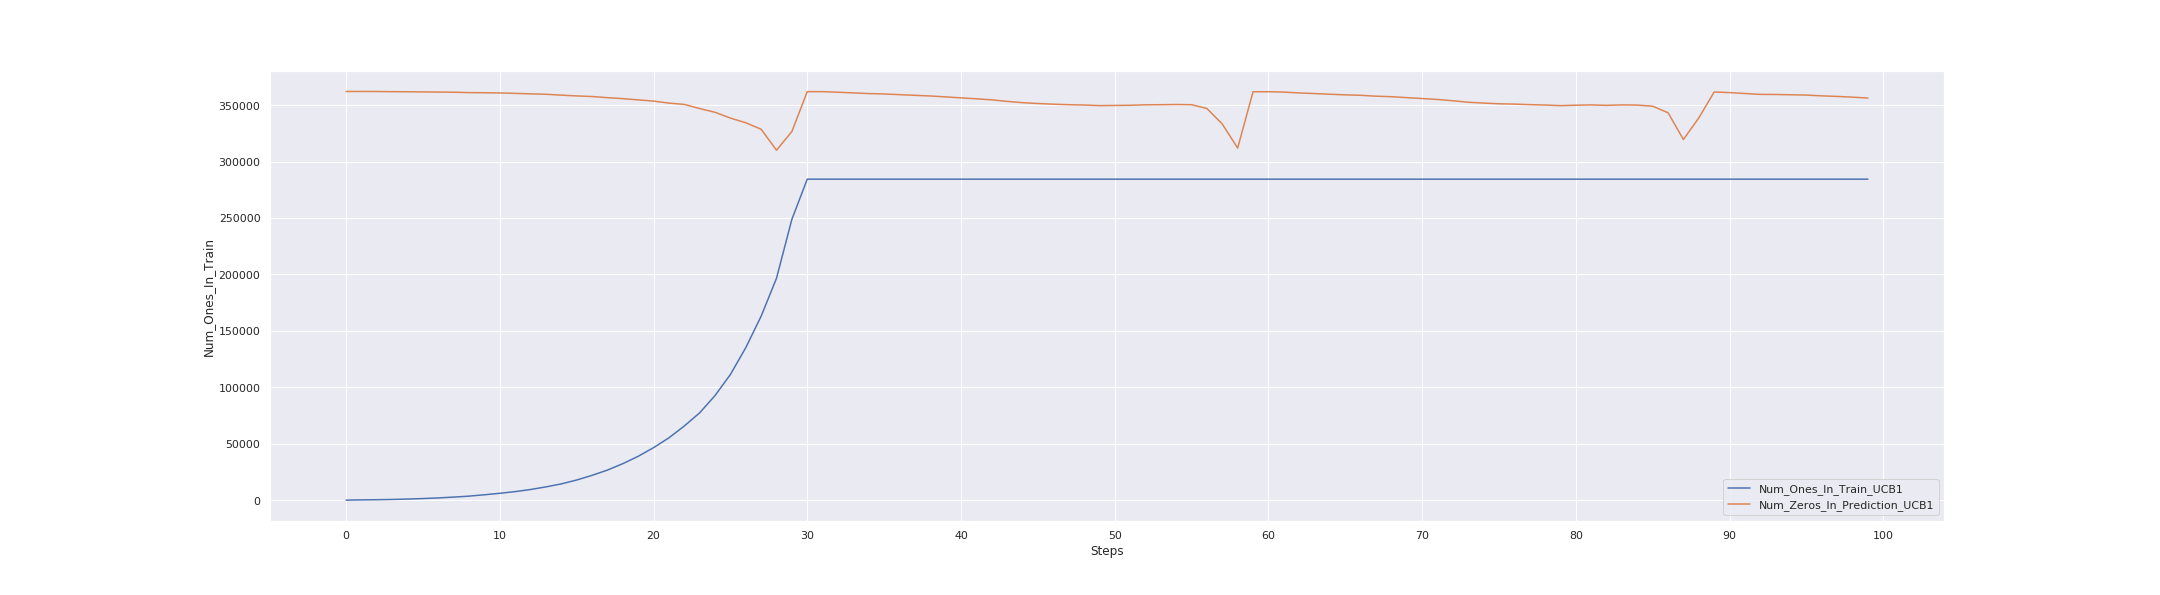 Num_Ones_In_Train
350000
300000
250000
200000
150000
100000
50000
0
0 10 20 30 40 50 60 70 80 90 100
Steps
Num_Ones_In_Train_UCB1
Num_Zeros_In_Prediction_UCB1